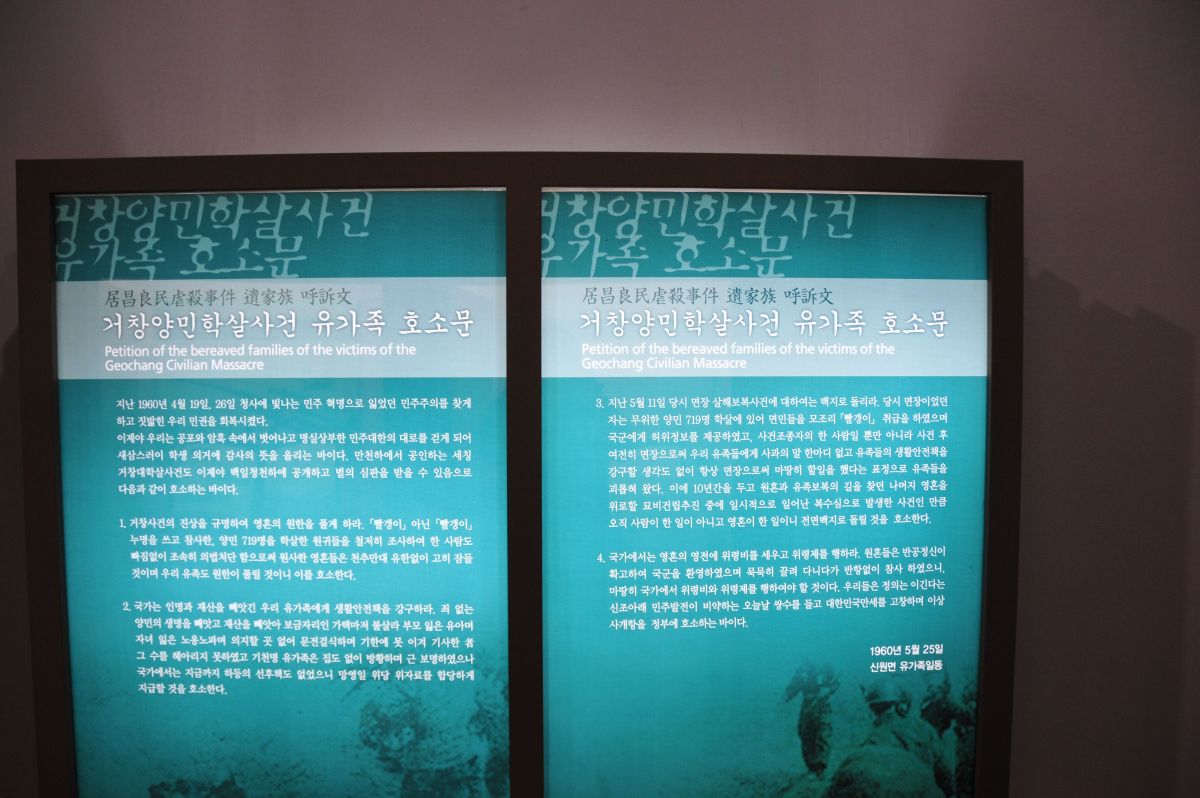 거창양민학살사건
유가족 호소문
居昌良民虐殺事件 遺家族 呼訴文
거창양민학살사건 유가족 호소문
Petition of the bereaved families of the victims of the
Geochang Civilian Massacre
지난 1960년 4월 19일, 26일 청사에 빛나는 민주 혁명으로 잃었던 민주주의를 찾게
하고 짓밟힌 우리 민권을 회복시켰다.
이제야 우리는 공포와 암흑 속에서 벗어나고 명실상부한 민주대한의 대로를 걷게 되어
새삼스러이 학생 의거에 감사의 뜻을 올리는 바이다. 만천하에서 공인하는 세칭
거창대학살사건도 이제야 백일청천하에 공개하고 법의 심판을 받을 수 있음으로
다음과 같이 호소하는 바이다.
1. 거창사건의 진상을 규명하여 영혼의 원한을 풀게 하라. 「빨갱이」 아닌 「빨갱이」
누명을 쓰고 참사한, 양민 719명을 학살한 원귀들을 철저히 조사하여 한 사람도
빠짐없이 조속히 의법처단 함으로써 원사한 영혼들은 천추만대 유한없이 고히 잠들
것이며 우리 유족도 원한이 풀릴 것이니 이를 호소한다.
2. 국가는 인명과 재산을 빼앗긴 우리 유가족에게 생활안전책을 강구하라. 죄 없는
양민의 생명을 빼앗고 재산을 빼앗아 보금자리인 가택마저 불살라 부모 잃은 유아며
자녀 잃은 노옹노파며 의지할 곳 없어 문전걸식하며 기한에 못 이겨 기사한 者
그 수를 헤아리지 못하였고 기천명 유가족은 집도 없이 방황하며 근 보명하였으나
국가에서는 지금까지 하등의 선후책도 없었으니 망영일 위당 위자료를 합당하게
지급할 것을 호소한다.
거창양민학살사건
유가족 호소문
居昌良民虐殺事件 遺家族 呼訴文
거창양민학살사건 유가족 호소문
Petition of the bereaved families of the victims of the
Geochang Civilian Massacre
3. 지난 5월 11일 당시 면장 살해보복사건에 대하여는 백지로 돌리라. 당시 면장이었던
자는 무위한 양민 719명 학살에 있어 면민들을 모조리 「빨갱이」 취급을 하였으며
국군에게 허위정보를 제공하였고, 사건조종자의 한 사람일 뿐만 아니라 사건 후
여전히 면장으로써 우리 유족들에게 사과의 말 한마디 없고 유족들의 생활안전책을
강구할 생각도 없이 항상 면장으로써 마땅히 할일을 했다는 표정으로 유족들을
괴롭혀 왔다. 이에 10년간을 두고 원혼과 유족보복의 길을 찾던 나머지 영혼을
위로할 묘비건립추진 중에 일시적으로 일어난 복수심으로 발생한 사건인 만큼
오직 사람이 한 일이 아니고 영혼이 한 일이니 전면백지로 돌릴 것을 호소한다.
4. 국가에서는 영혼의 영전에 위령비를 세우고 위령제를 행하라. 원혼들은 반공정신이
확고하여 국군을 환영하였으며 묵묵히 끌려 다니다가 반항없이 참사 하였으니,
마땅히 국가에서 위령비와 위령제를 행하여야 할 것이다. 우리들은 정의는 이긴다는
신조아래 민주발전이 비약하는 오늘날 쌍수를 들고 대한민국만세를 고창하며 이상
사개항을 정부에 호소하는 바이다.
1960년 5월 25일
신원면 유가족일동